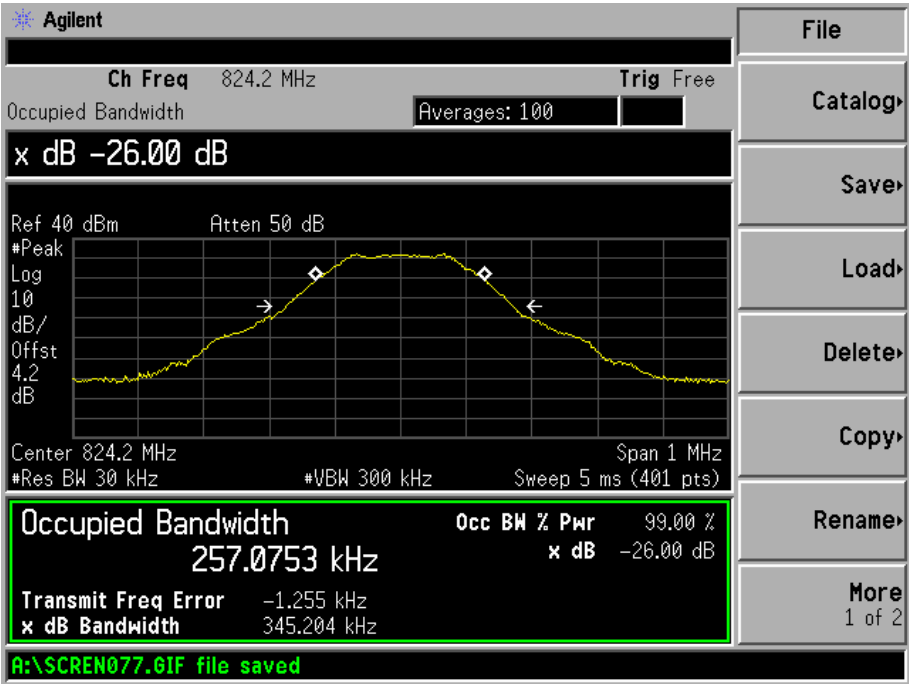 Agilent
File
Ch Freq 824.2 MHz Trig Free
Occupied Bandwidth Averages: 100
Catalog
x dB -26.00 dB
Save
Ref 40 dBm Atten 50 dB
#Peak
Log
10
dB/
Offst
4.2
dB
Load
Delete
Center 824.2 MHz Span 1 MHz
#Res BW 30 kHz #VBW 300 kHz Sweep 5 ms (401 pts)
Copy
Occupied Bandwidth Occ BW % Pwr 99.00 %
257.0753 kHz x dB -26.00 dB
Rename
Transmit Freq Error -1.255 kHz
x dB Bandwidth 345.204 kHz
More
1 of 2
A:\SCREN077.GIF file saved